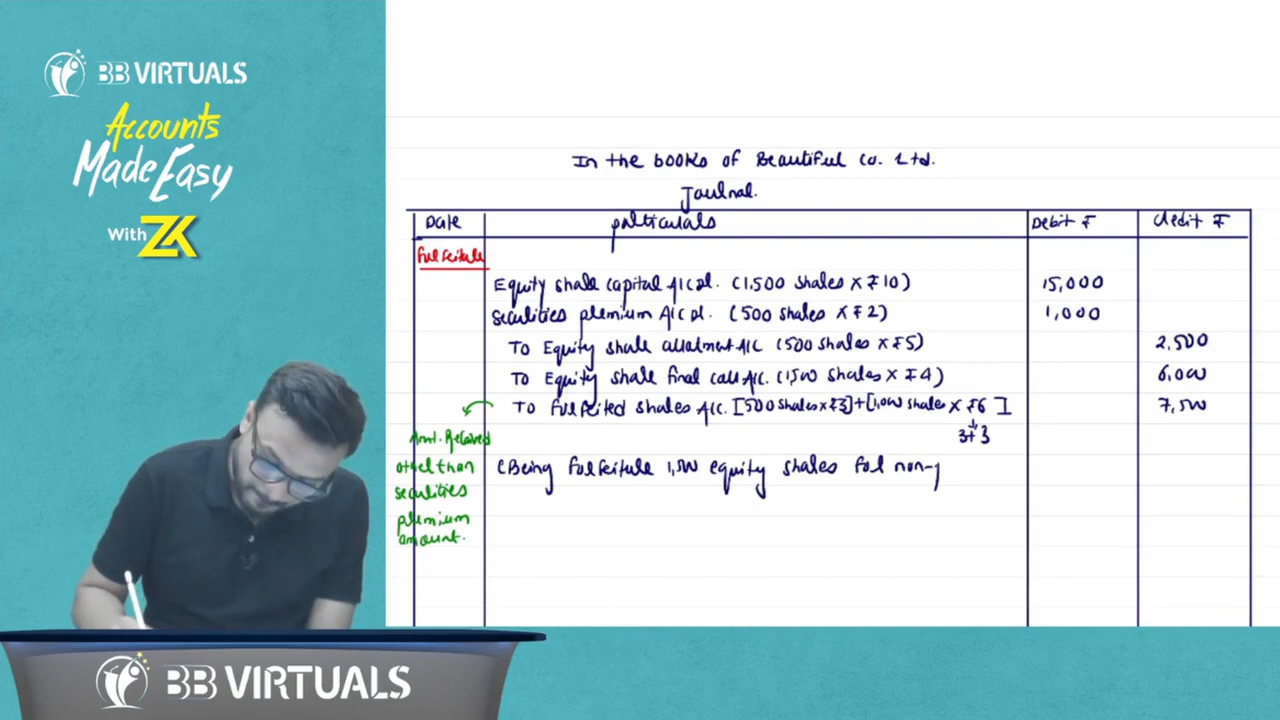 BB VIRTUALS
Accounts
Made Easy
With ZK
In the books of Beautiful Co. Ltd.
Journal.
Date Particulars Debit ₹ Credit ₹
Forfeiture
Equity share capital A/c Dr. (1,500 shares × ₹10) 15,000
Securities premium A/c Dr. (500 shares × ₹2) 1,000
To Equity share allotment A/c (500 shares × ₹5) 2,500
To Equity share final call A/c. (1,500 shares × ₹4) 6,000
To Forfeited shares A/c. [500 shares × ₹3] + [1,000 shares × ₹6] 7,500
3+3
Amt. Received
other than
securities
premium
amount.
(Being forfeiture 1,500 equity shares for non-p
BB VIRTUALS